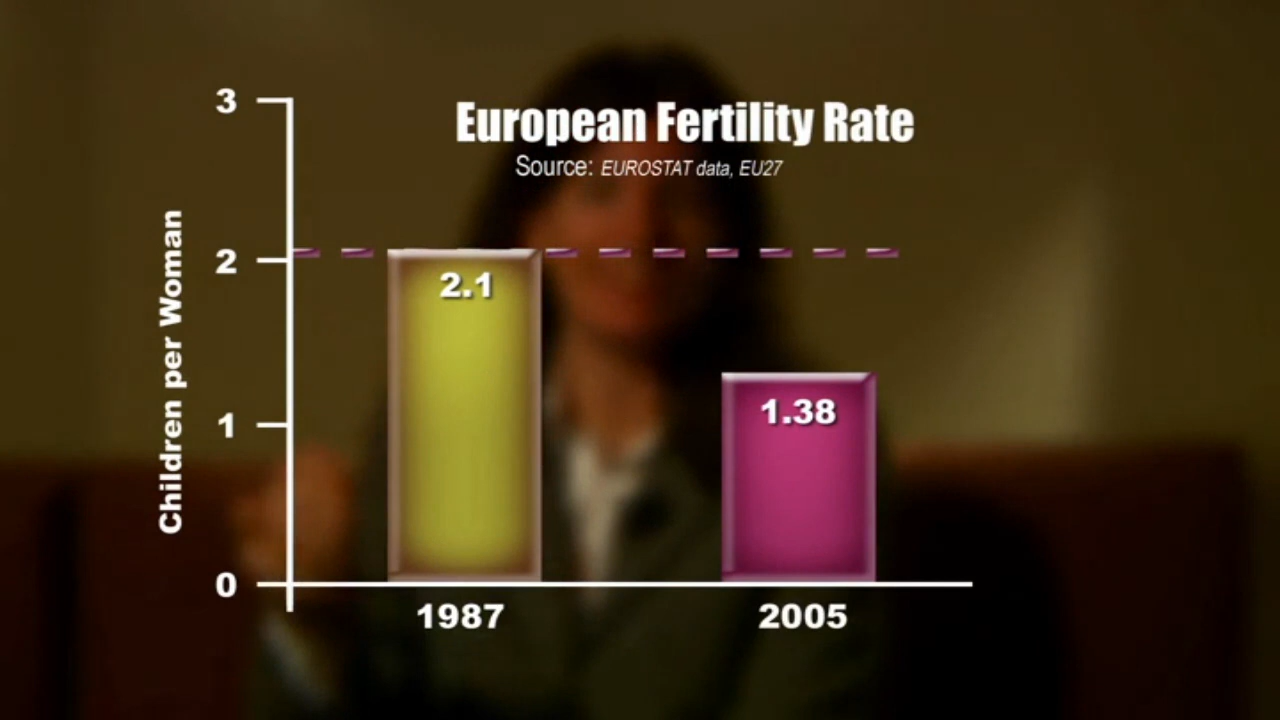 European Fertility Rate
Source: EUROSTAT data, EU27
Children per Woman
3
2
1
0
2.1
1.38
1987
2005